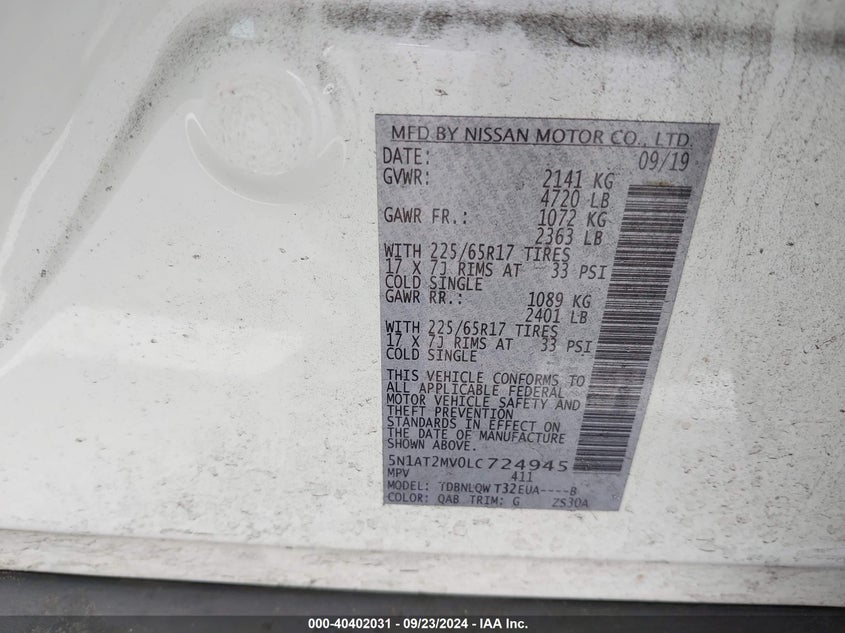 MFD BY NISSAN MOTOR CO., LTD.
DATE: 09/19
GVWR: 2141 KG
4720 LB
GAWR FR.: 1072 KG
2363 LB
WITH 225/65R17 TIRES
17 X 7J RIMS AT 33 PSI
COLD SINGLE
GAWR RR.: 1089 KG
2401 LB
WITH 225/65R17 TIRES
17 X 7J RIMS AT 33 PSI
COLD SINGLE
THIS VEHICLE CONFORMS TO
ALL APPLICABLE FEDERAL
MOTOR VEHICLE SAFETY AND
THEFT PREVENTION
STANDARDS IN EFFECT ON
THE DATE OF MANUFACTURE
SHOWN ABOVE.
5N1AT2MV0LC724945
MPV 411
MODEL: TDBNLQW T32EUA----B
COLOR: QAB TRIM: G 2S30A
000-40402031 - 09/23/2024 - IAA Inc.